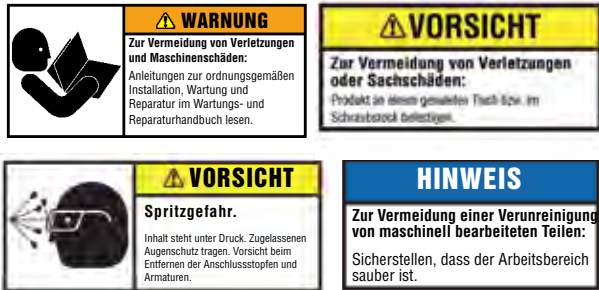 WARNUNG
Zur Vermeidung von Verletzungen
und Maschinenschäden:
Anleitungen zur ordnungsgemäßen
Installation, Wartung und
Reparatur im Wartungs- und
Reparaturhandbuch lesen.
VORSICHT
Zur Vermeidung von Verletzungen
oder Sachschäden:
Produkt an einem Tisch bzw. im
Schraubstock befestigen.
VORSICHT
Spritzgefahr.
Inhalt steht unter Druck. Zugelassenen
Augenschutz tragen. Vorsicht beim
Entfernen der Anschlussstopfen und
Armaturen.
HINWEIS
Zur Vermeidung einer Verunreinigung
von maschinell bearbeiteten Teilen:
Sicherstellen, dass der Arbeitsbereich
sauber ist.